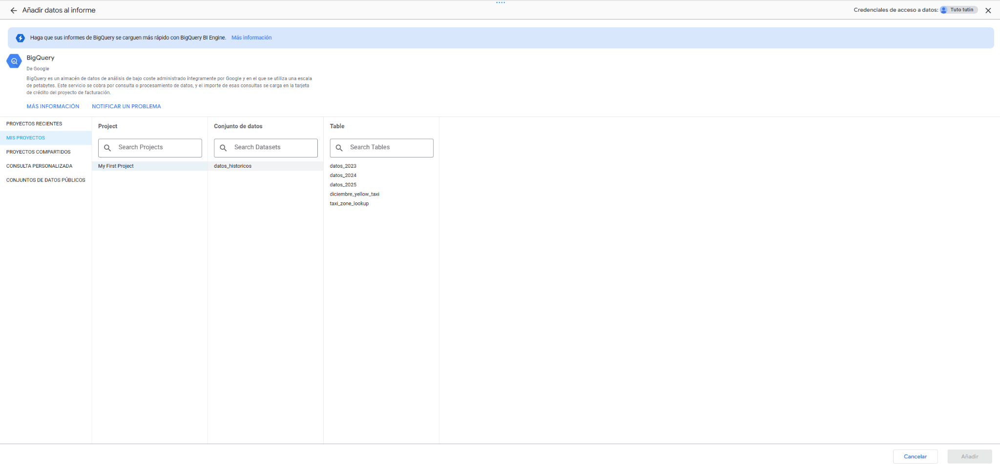 Añadir datos al informe
Credenciales de acceso a datos: Tuto tutin
Haga que sus informes de BigQuery se carguen más rápido con BigQuery BI Engine. Más información
BigQuery
De Google
BigQuery es un almacén de datos de análisis de bajo coste administrado íntegramente por Google y en el que se utiliza una escala
de petabytes. Este servicio se cobra por consulta o procesamiento de datos, y el importe de esas consultas se carga en la tarjeta
de crédito del proyecto de facturación.
MÁS INFORMACIÓN NOTIFICAR UN PROBLEMA
PROYECTOS RECIENTES
MIS PROYECTOS
PROYECTOS COMPARTIDOS
CONSULTA PERSONALIZADA
CONJUNTOS DE DATOS PÚBLICOS
Project
Search Projects
My First Project
Conjunto de datos
Search Datasets
datos_historicos
Table
Search Tables
datos_2023
datos_2024
datos_2025
diciembre_yellow_taxi
taxi_zone_lookup
Cancelar
Añadir